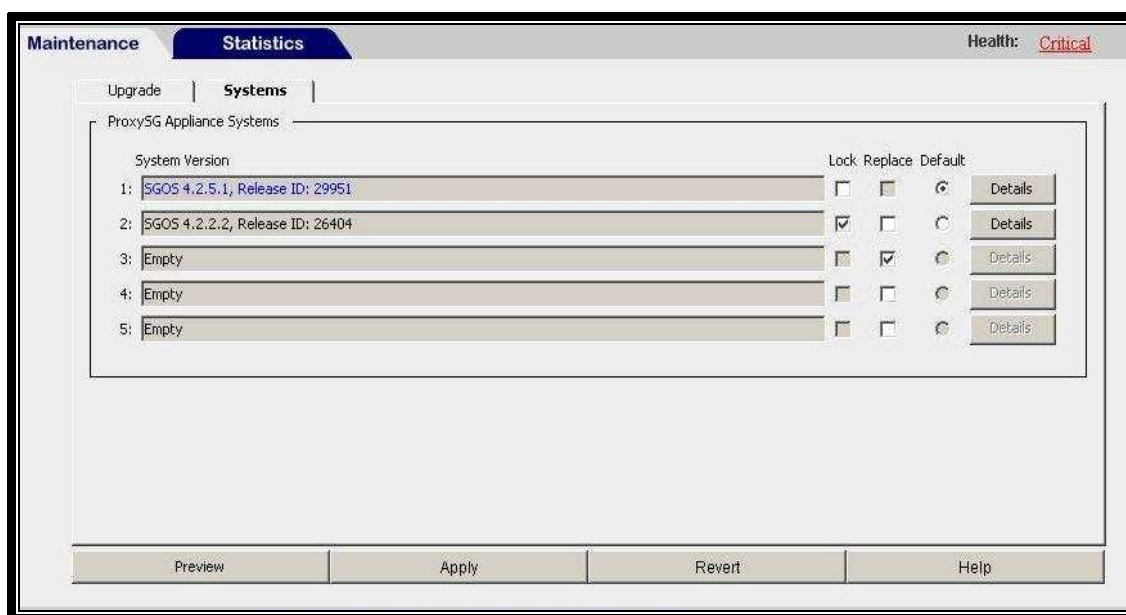 Maintenance Statistics Health: Critical
Upgrade Systems
ProxySG Appliance Systems
System Version Lock Replace Default
1: SGOS 4.2.5.1, Release ID: 29951 Details
2: SGOS 4.2.2.2, Release ID: 26404 Details
3: Empty Details
4: Empty Details
5: Empty Details
Preview Apply Revert Help